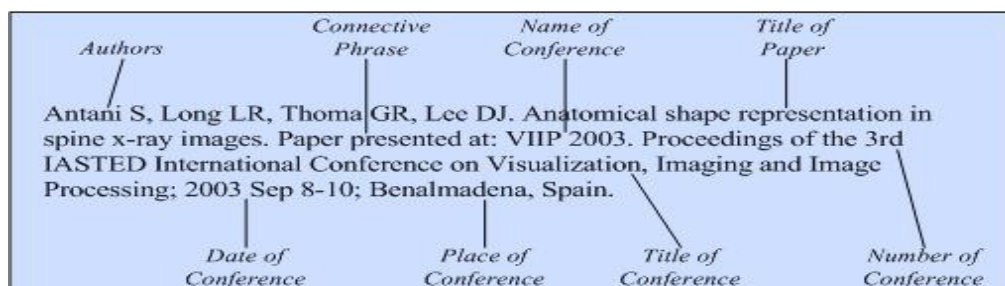 Authors
Connective Phrase
Name of Conference
Title of Paper
Antani S, Long LR, Thoma GR, Lee DJ. Anatomical shape representation in
spine x-ray images. Paper presented at: VIIP 2003. Proceedings of the 3rd
IASTED International Conference on Visualization, Imaging and Image
Processing; 2003 Sep 8-10; Benalmadena, Spain.
Date of Conference
Place of Conference
Title of Conference
Number of Conference